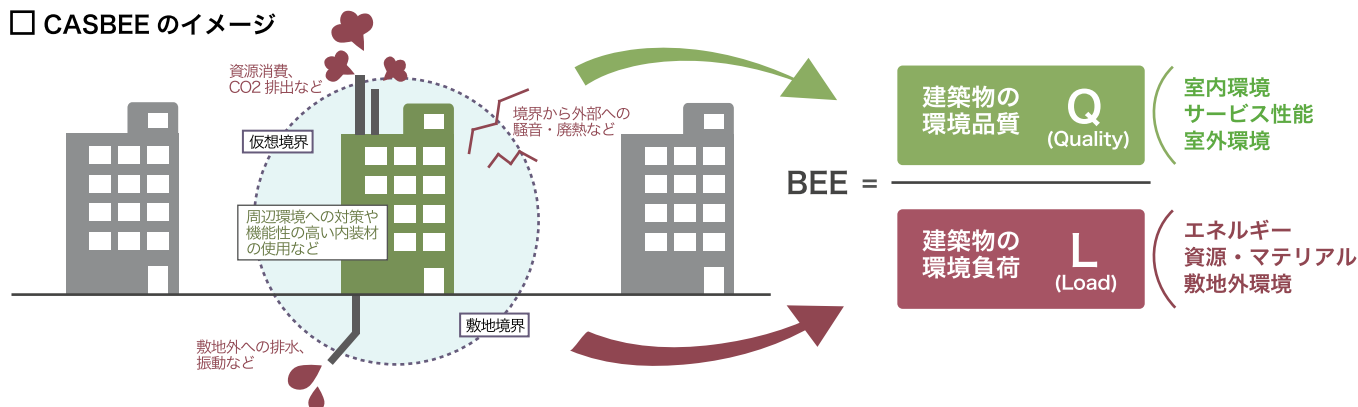 □ CASBEE のイメージ
資源消費、
CO2 排出など
境界から外部への
騒音・廃熱など
仮想境界
周辺環境への対策や
機能性の高い内装材
の使用など
敷地境界
敷地外への排水、
振動など
BEE =
建築物の
環境品質
Q
(Quality)
室内環境
サービス性能
室外環境
建築物の
環境負荷
L
(Load)
エネルギー
資源・マテリアル
敷地外環境